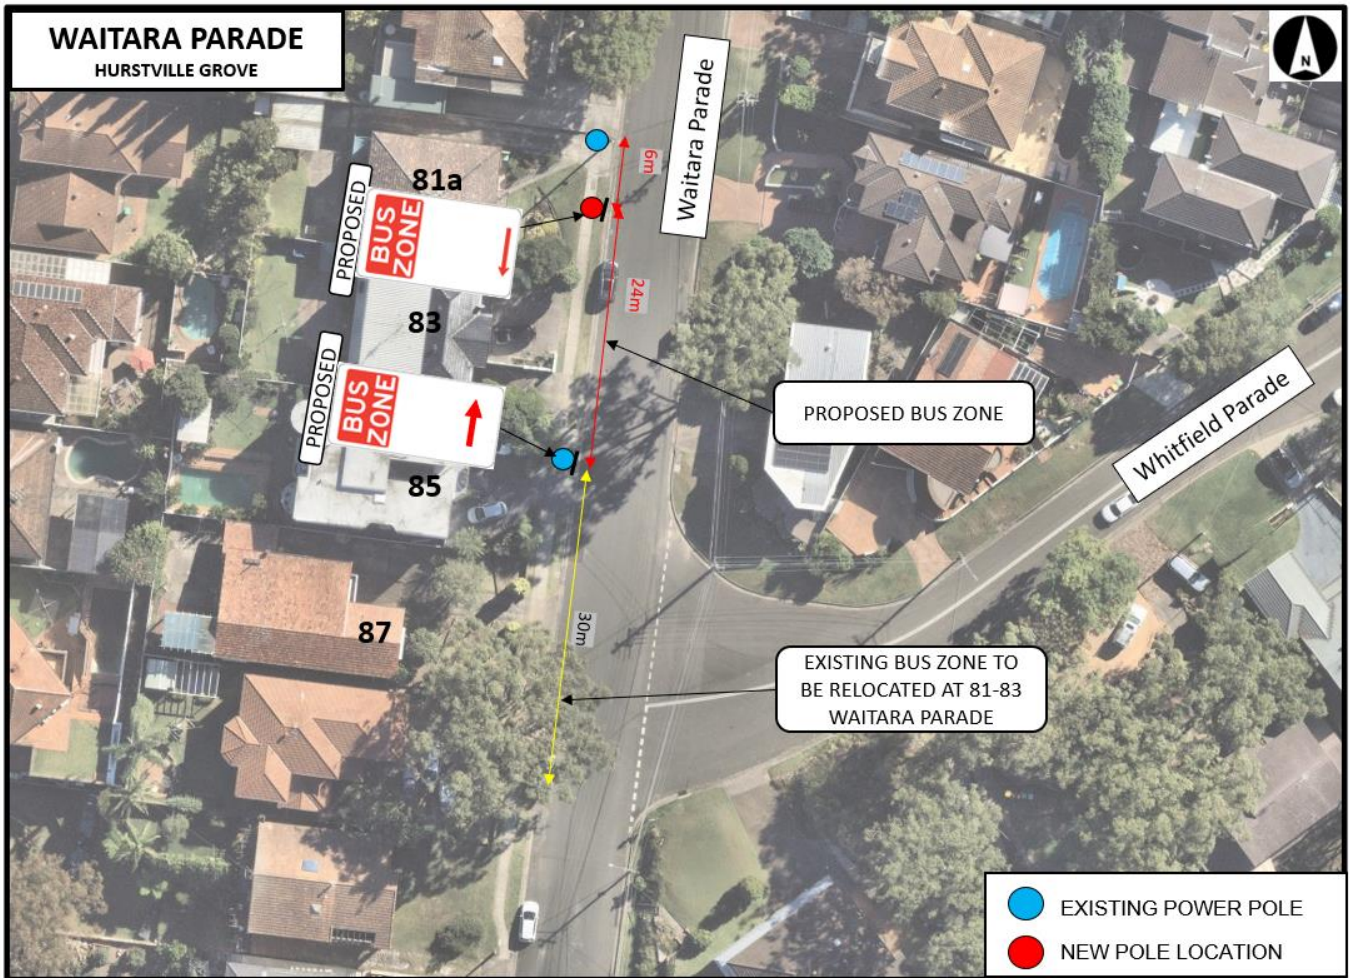 WAITARA PARADE
HURSTVILLE GROVE
N
Waitara Parade
6m
81a
PROPOSED
BUS
ZONE
24m
83
PROPOSED
BUS
ZONE
PROPOSED BUS ZONE
Whitfield Parade
85
30m
87
EXISTING BUS ZONE TO
BE RELOCATED AT 81-83
WAITARA PARADE
EXISTING POWER POLE
NEW POLE LOCATION